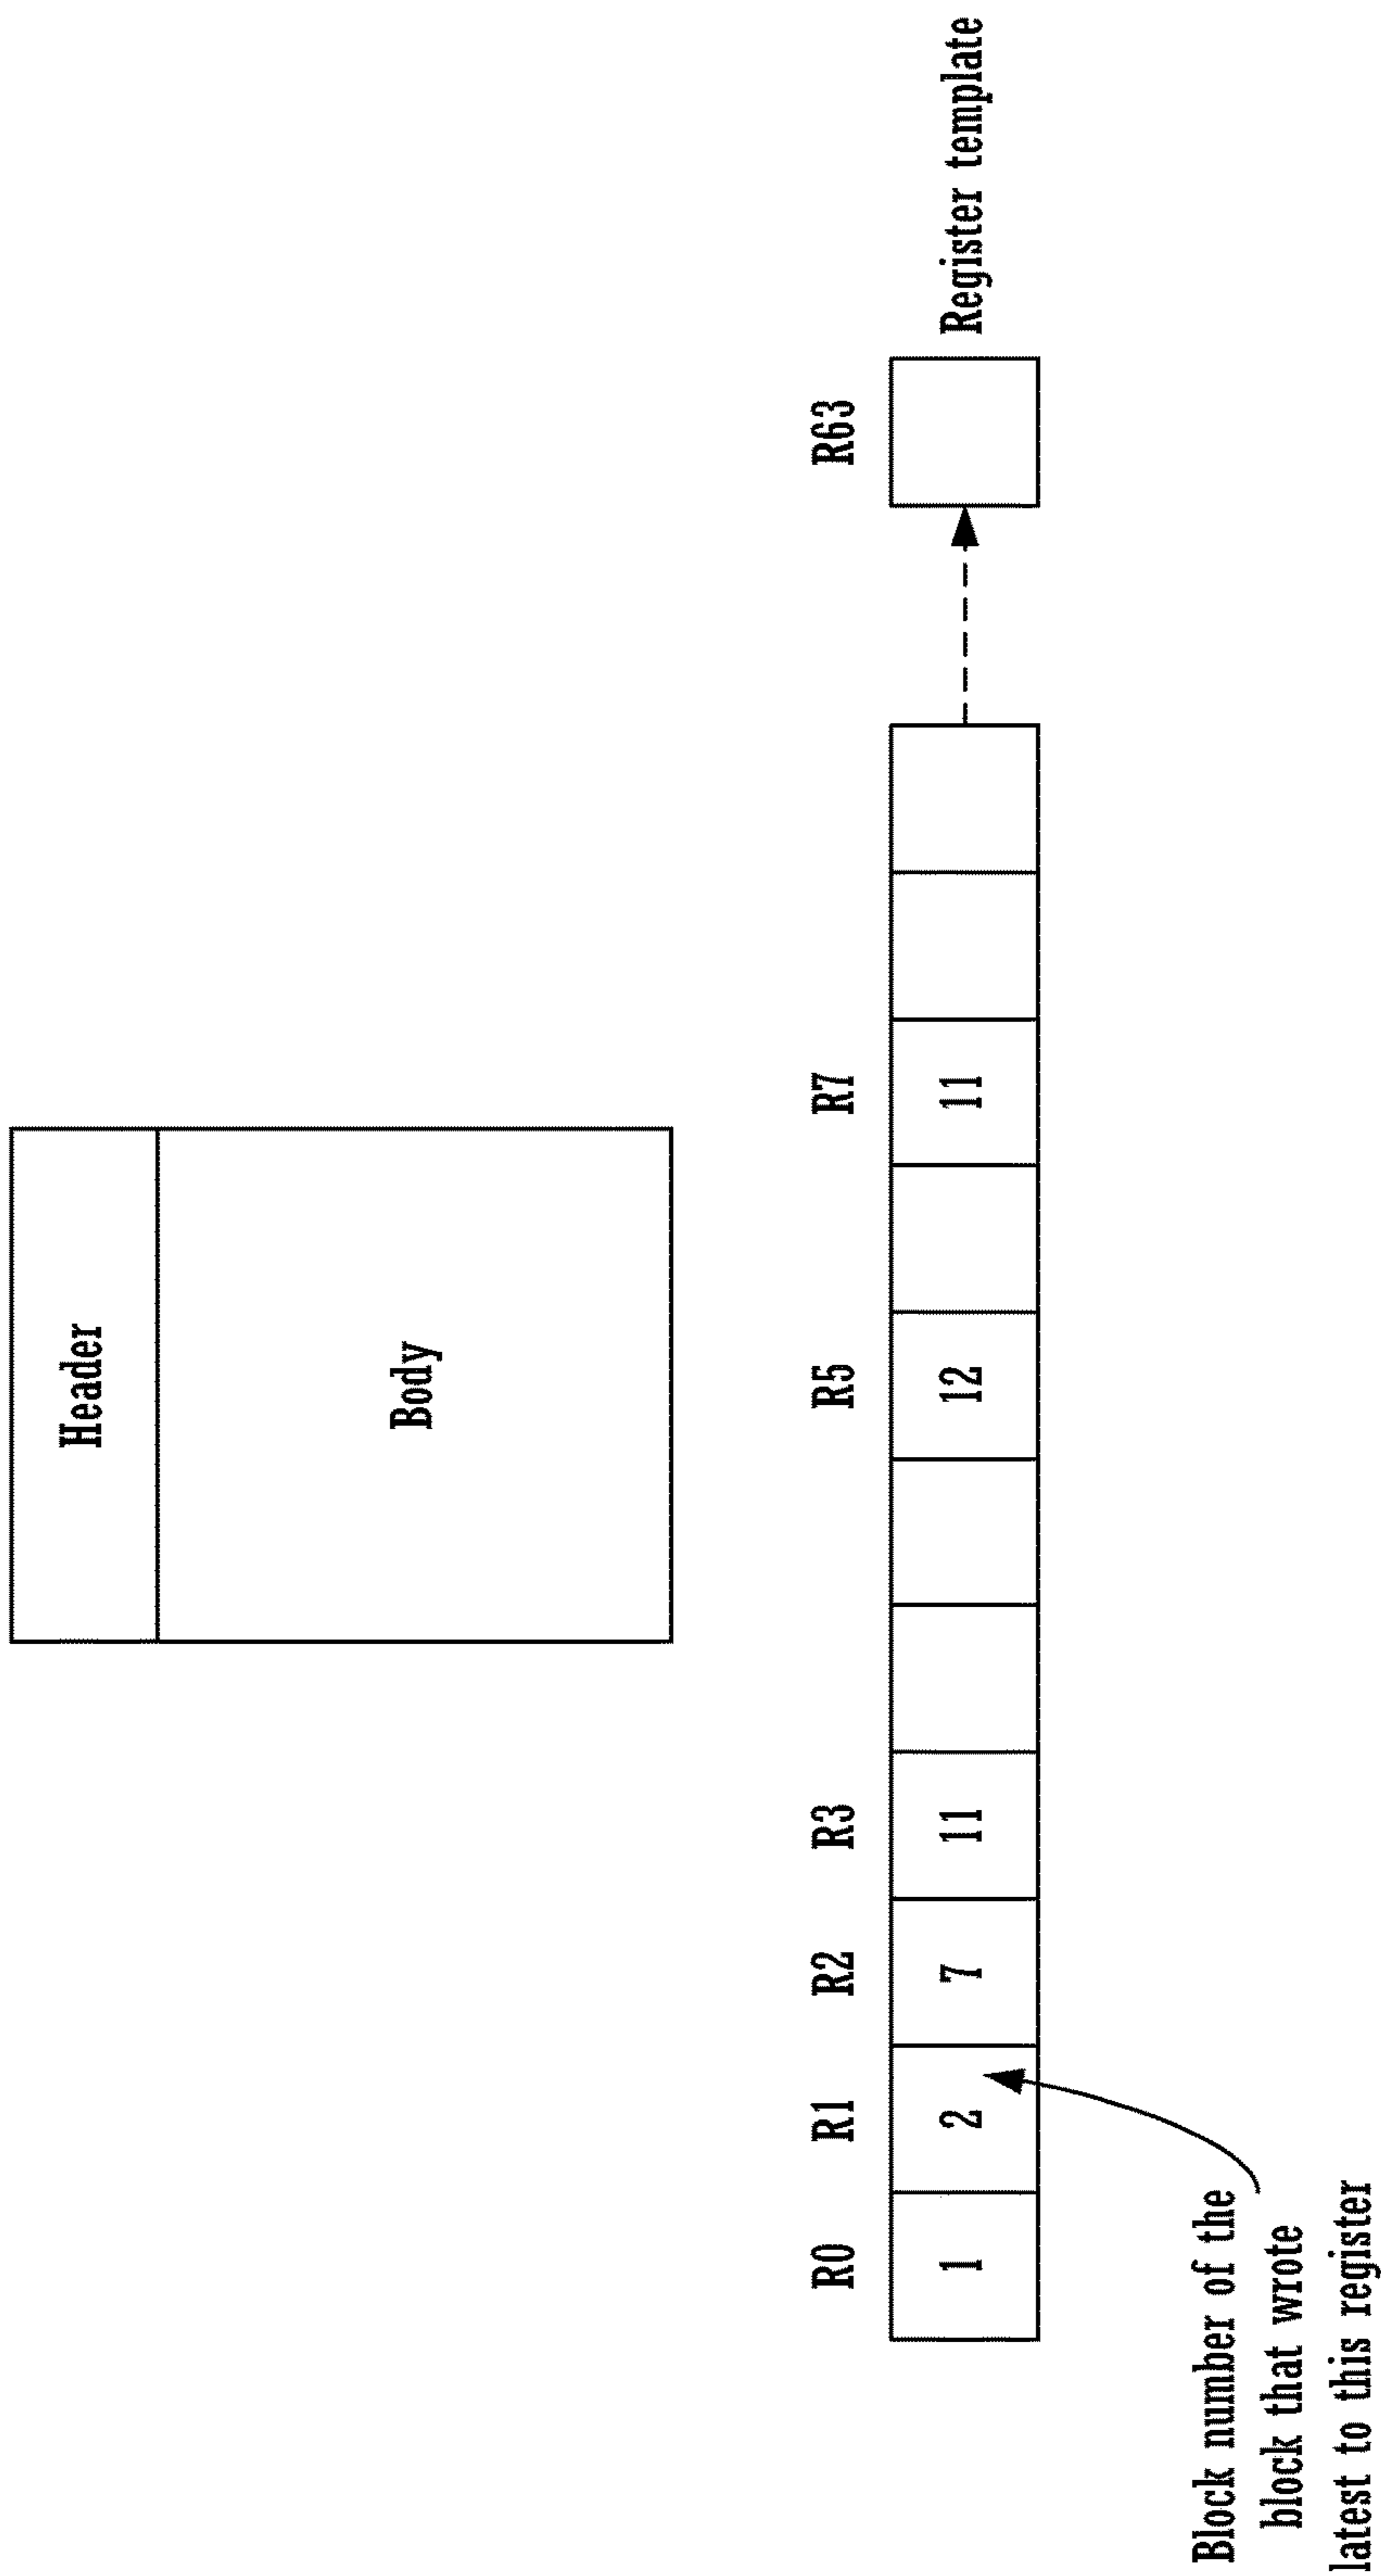 Header
Body
R0 R1 R2 R3 R5 R7 R63
1 2 7 11 12 11 Register template
Block number of the
block that wrote
latest to this register